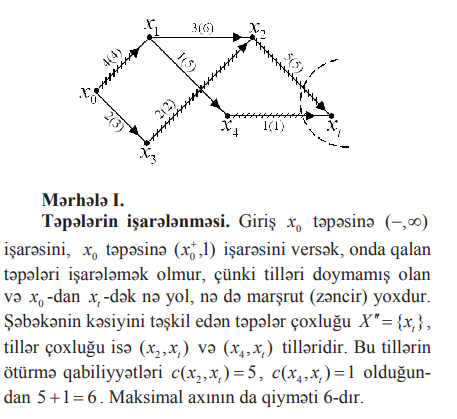 x₁ 3(6) x₂
4(4) 1(5) 5(5)
x₀
2(3) 2(2)
x₃ x₄ 1(1) xₜ
Mərhələ I.
Təpələrin işarələnməsi. Giriş x₀ təpəsinə (−,∞)
işarəsini, x₀ təpəsinə (x₀⁺,1) işarəsini versək, onda qalan
təpələri işarələmək olmur, çünki tilləri doymamış olan
və x₀-dan xₜ-dək nə yol, nə də marşrut (zəncir) yoxdur.
Şəbəkənin kəsiyini təşkil edən təpələr çoxluğu X″={xₜ},
tillər çoxluğu isə (x₂,xₜ) və (x₄,xₜ) tilləridir. Bu tillərin
ötürmə qabiliyyətləri c(x₂,xₜ)=5, c(x₄,xₜ)=1 olduğun-
dan 5+1=6. Maksimal axının da qiyməti 6-dır.